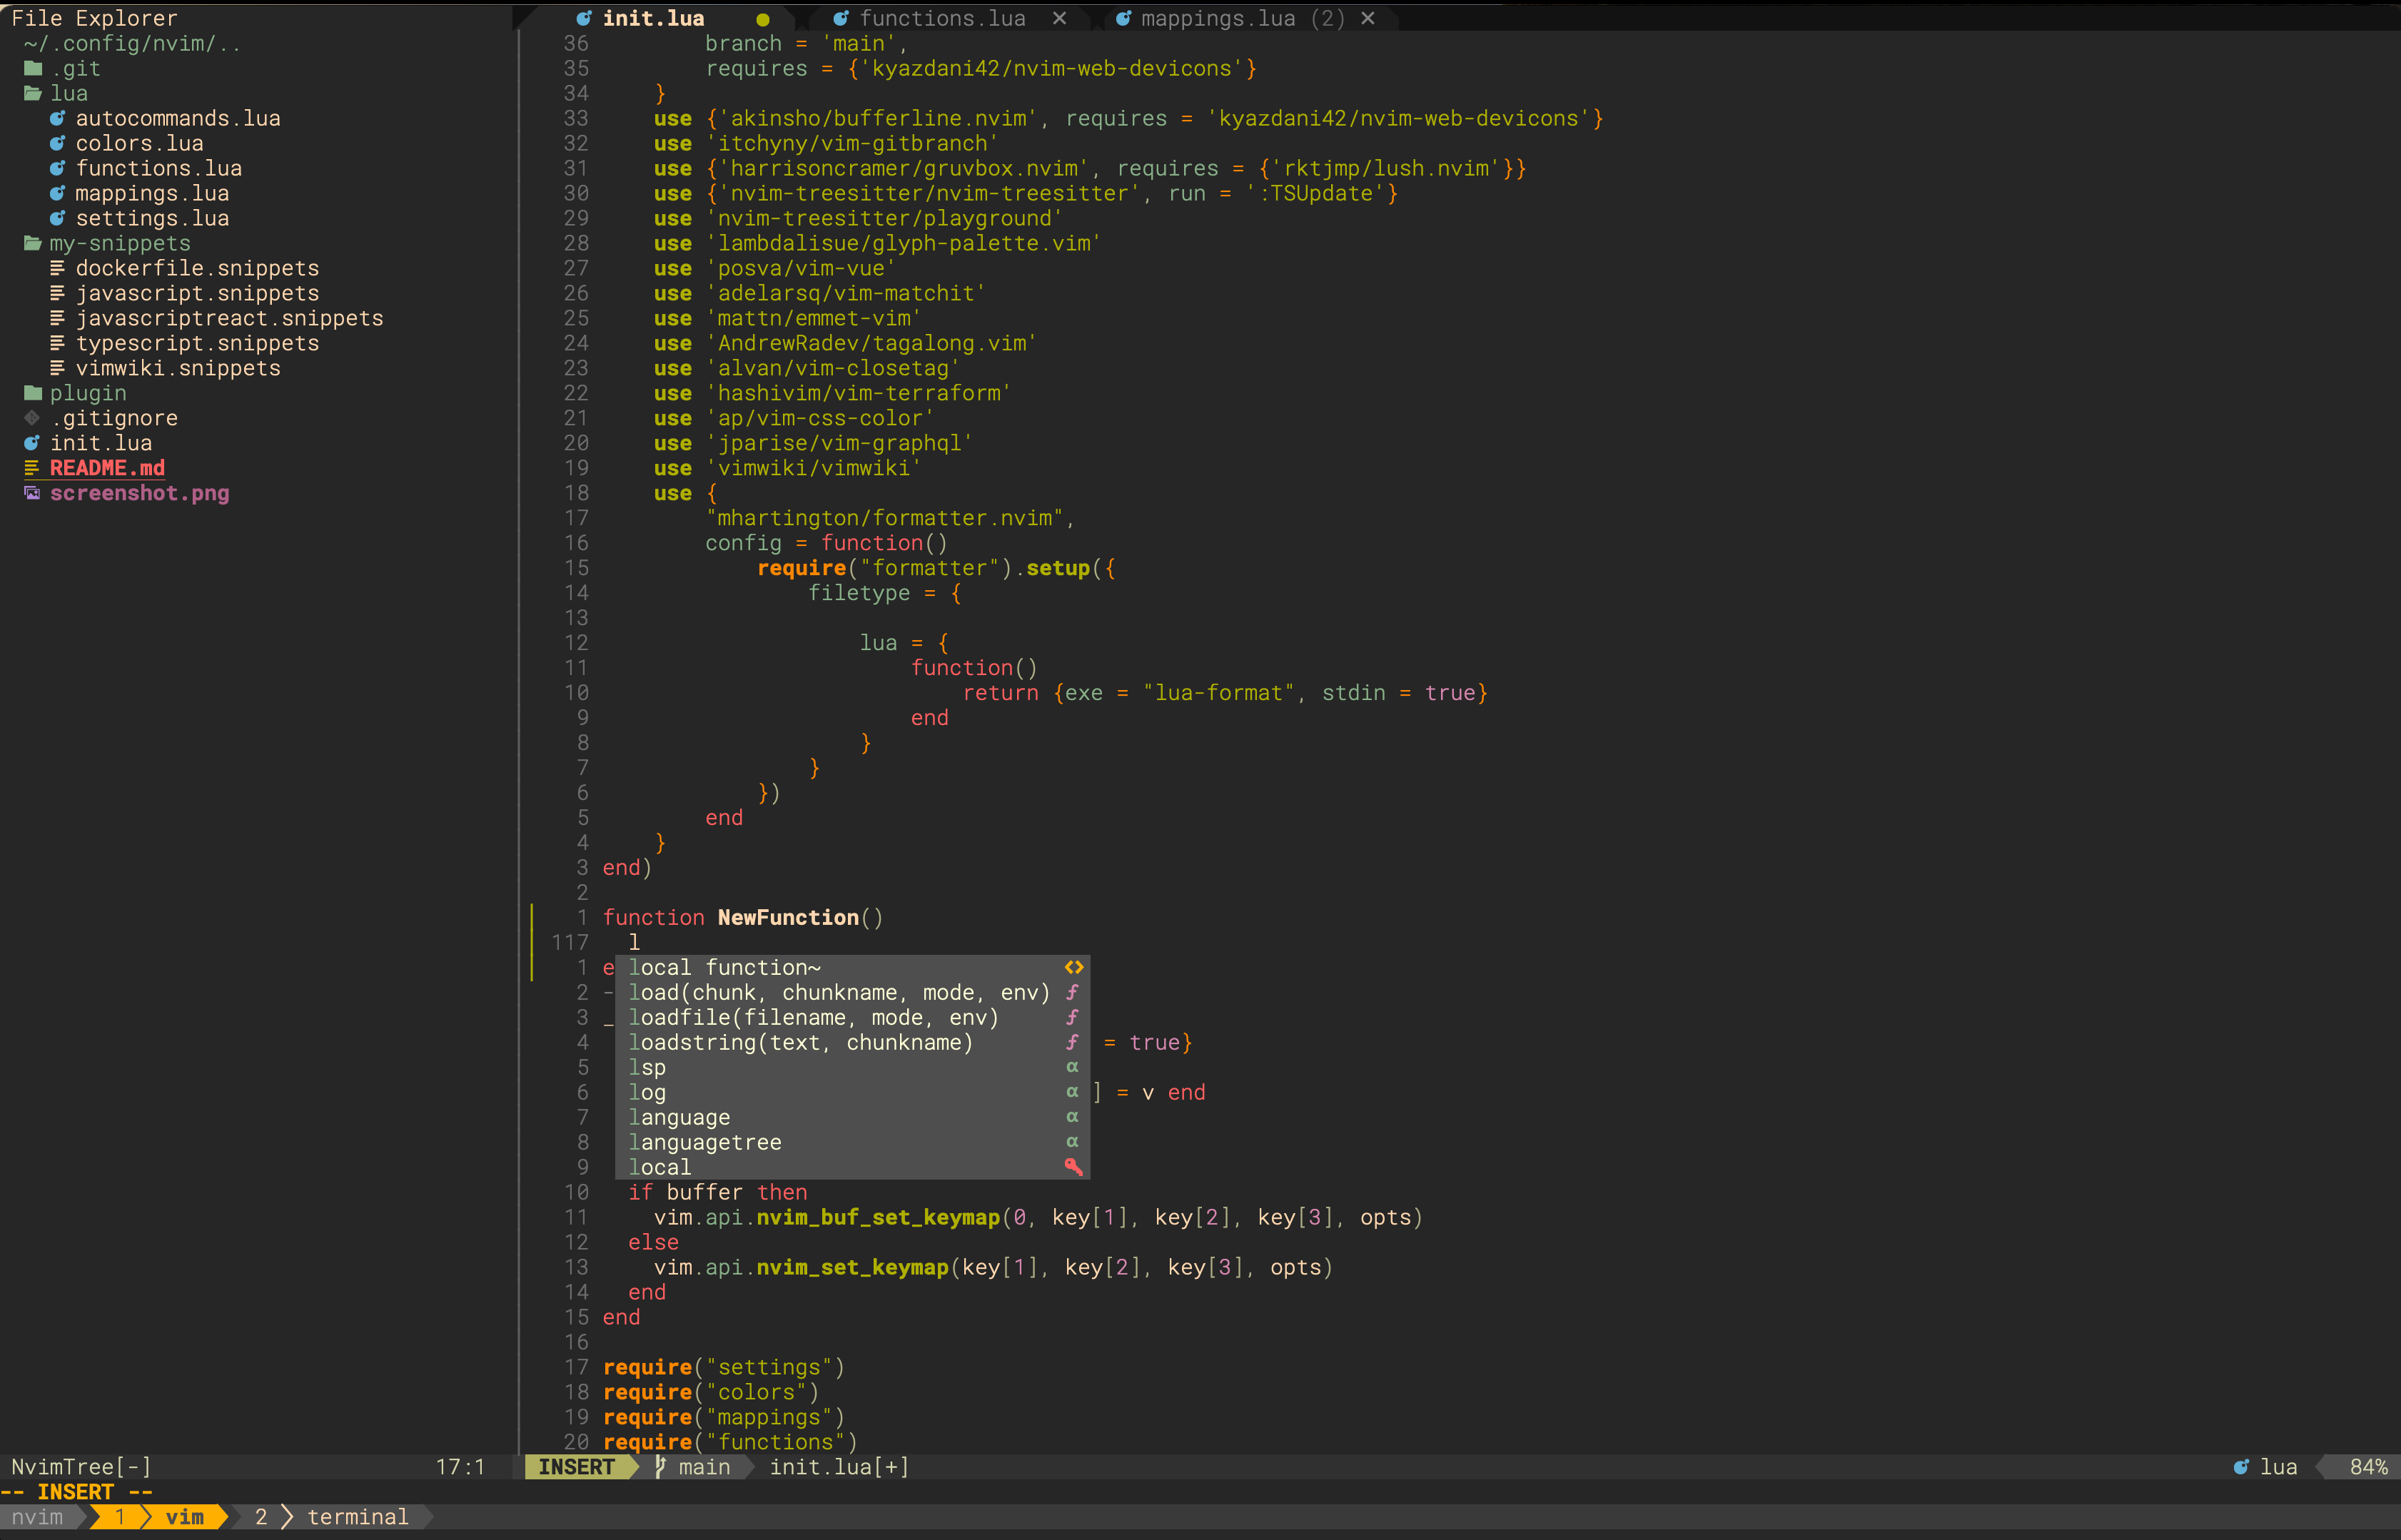 File Explorer
~/.config/nvim/..
.git
lua
autocommands.lua
colors.lua
functions.lua
mappings.lua
settings.lua
my-snippets
dockerfile.snippets
javascript.snippets
javascriptreact.snippets
typescript.snippets
vimwiki.snippets
plugin
.gitignore
init.lua
README.md
screenshot.png
init.lua functions.lua mappings.lua (2)
36 branch = 'main',
35 requires = {'kyazdani42/nvim-web-devicons'}
34 }
33 use {'akinsho/bufferline.nvim', requires = 'kyazdani42/nvim-web-devicons'}
32 use 'itchyny/vim-gitbranch'
31 use {'harrisoncramer/gruvbox.nvim', requires = {'rktjmp/lush.nvim'}}
30 use {'nvim-treesitter/nvim-treesitter', run = ':TSUpdate'}
29 use 'nvim-treesitter/playground'
28 use 'lambdalisue/glyph-palette.vim'
27 use 'posva/vim-vue'
26 use 'adelarsq/vim-matchit'
25 use 'mattn/emmet-vim'
24 use 'AndrewRadev/tagalong.vim'
23 use 'alvan/vim-closetag'
22 use 'hashivim/vim-terraform'
21 use 'ap/vim-css-color'
20 use 'jparise/vim-graphql'
19 use 'vimwiki/vimwiki'
18 use {
17 "mhartington/formatter.nvim",
16 config = function()
15 require("formatter").setup({
14 filetype = {
13
12 lua = {
11 function()
10 return {exe = "lua-format", stdin = true}
9 end
8 }
7 }
6 })
5 end
4 }
3 end)
2
1 function NewFunction()
117 l
1 e local function~
2 - load(chunk, chunkname, mode, env) ƒ
3 _ loadfile(filename, mode, env) ƒ
4 loadstring(text, chunkname) ƒ = true}
5 lsp α
6 log α ] = v end
7 language α
8 languagetree α
9 local
10 if buffer then
11 vim.api.nvim_buf_set_keymap(0, key[1], key[2], key[3], opts)
12 else
13 vim.api.nvim_set_keymap(key[1], key[2], key[3], opts)
14 end
15 end
16
17 require("settings")
18 require("colors")
19 require("mappings")
20 require("functions")
NvimTree[-] 17:1 INSERT main init.lua[+] lua 84%
-- INSERT --
nvim 1 vim 2 terminal